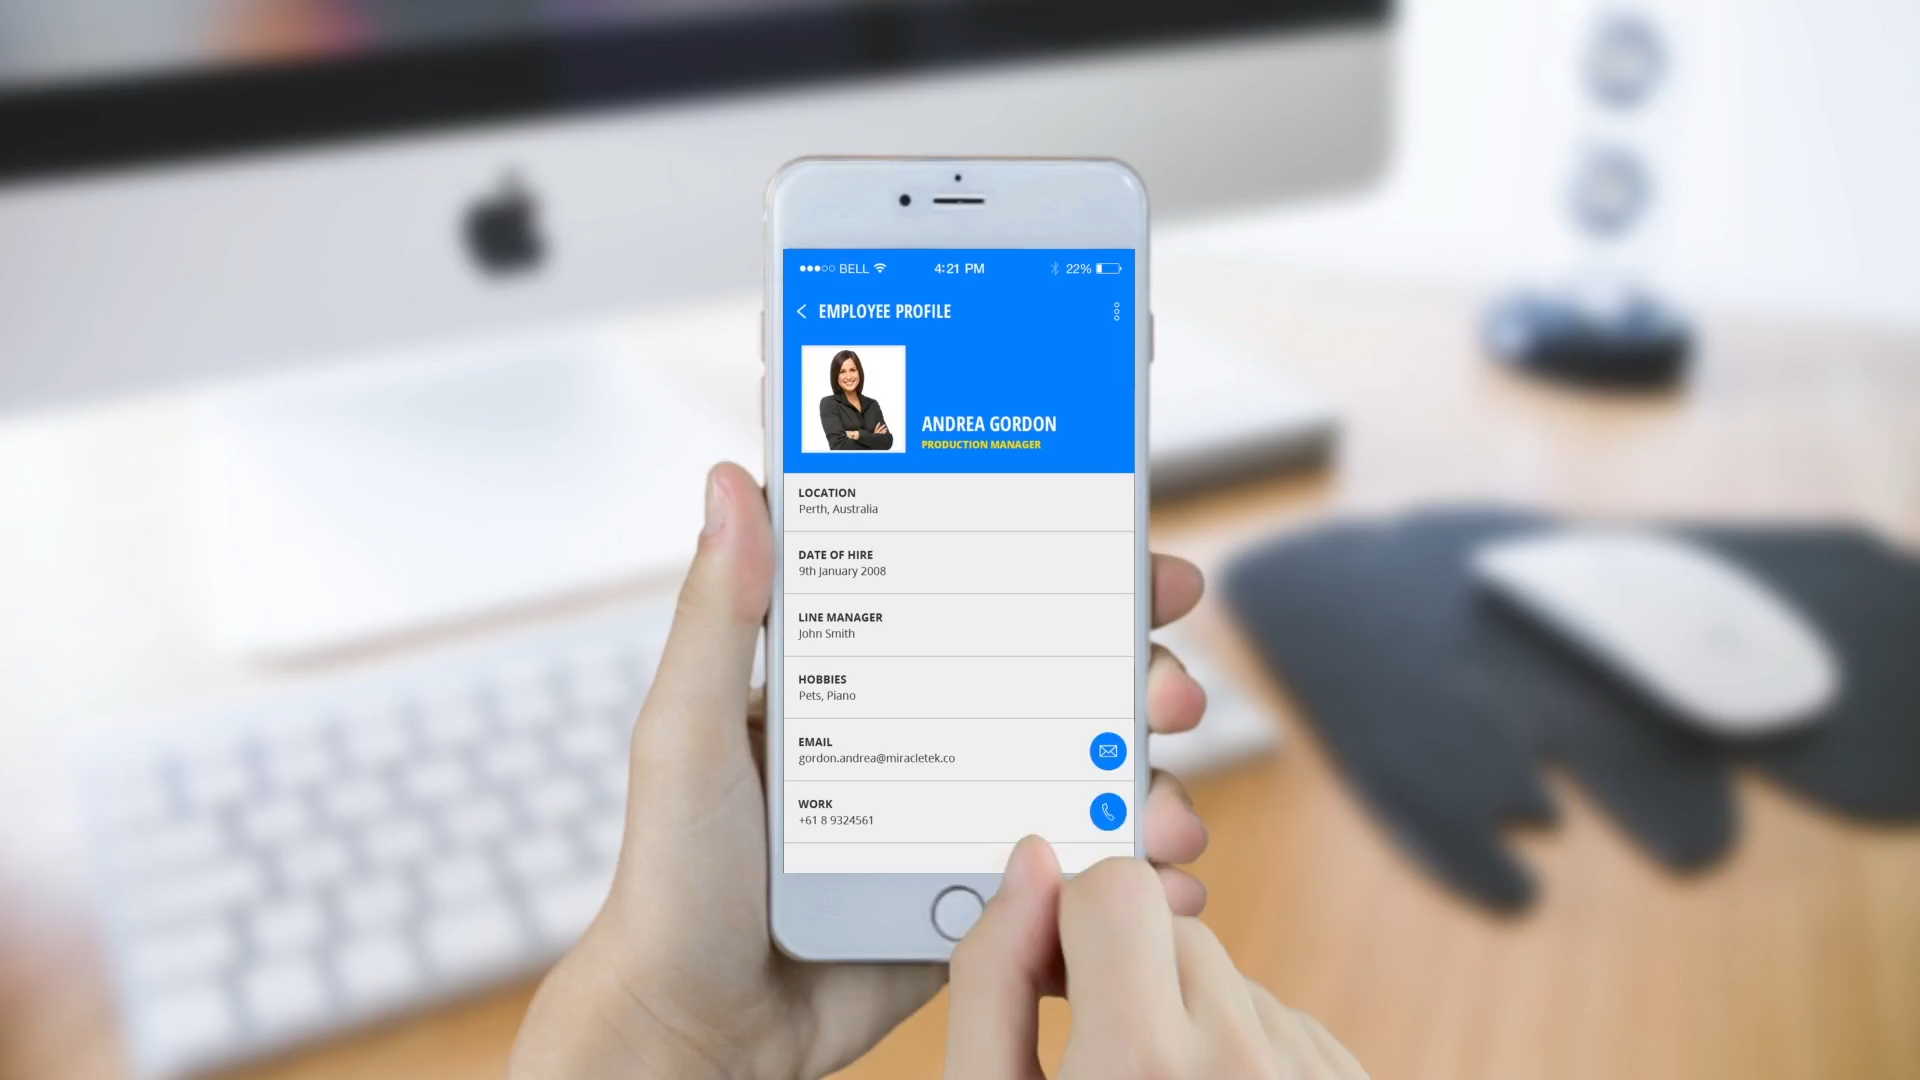 BELL 4:21 PM 22%
EMPLOYEE PROFILE
ANDREA GORDON
PRODUCTION MANAGER
LOCATION
Perth, Australia
DATE OF HIRE
9th January 2008
LINE MANAGER
John Smith
HOBBIES
Pets, Piano
EMAIL
gordon.andrea@miracletek.co
WORK
+61 8 9324561